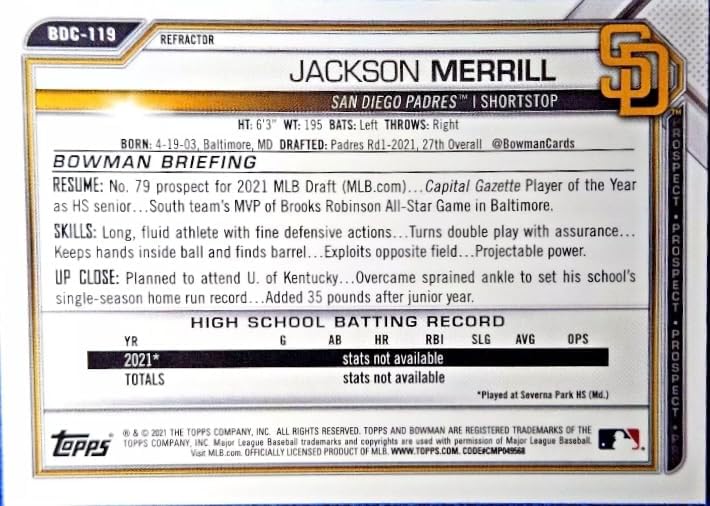 BDC-119
REFRACTOR
SD
JACKSON MERRILL
SAN DIEGO PADRES™ | SHORTSTOP
HT: 6'3" WT: 195 BATS: Left THROWS: Right
BORN: 4-19-03, Baltimore, MD DRAFTED: Padres Rd1-2021, 27th Overall @BowmanCards
BOWMAN BRIEFING
RESUME: No. 79 prospect for 2021 MLB Draft (MLB.com)...Capital Gazette Player of the Year
as HS senior...South team's MVP of Brooks Robinson All-Star Game in Baltimore.
SKILLS: Long, fluid athlete with fine defensive actions...Turns double play with assurance...
Keeps hands inside ball and finds barrel...Exploits opposite field...Projectable power.
UP CLOSE: Planned to attend U. of Kentucky...Overcame sprained ankle to set his school's
single-season home run record...Added 35 pounds after junior year.
HIGH SCHOOL BATTING RECORD
YR G AB HR RBI SLG AVG OPS
2021* stats not available
TOTALS stats not available
*Played at Severna Park HS (Md.)
TOPPS ® & © 2021 THE TOPPS COMPANY, INC. ALL RIGHTS RESERVED. TOPPS AND BOWMAN ARE REGISTERED TRADEMARKS OF THE
TOPPS COMPANY, INC. Major League Baseball trademarks and copyrights are used with permission of Major League Baseball.
Visit MLB.com. OFFICIALLY LICENSED PRODUCT OF MLB. WWW.TOPPS.COM. CODE#CMP049568
PROSPECT • PROSPECT • PROSPECT • PR